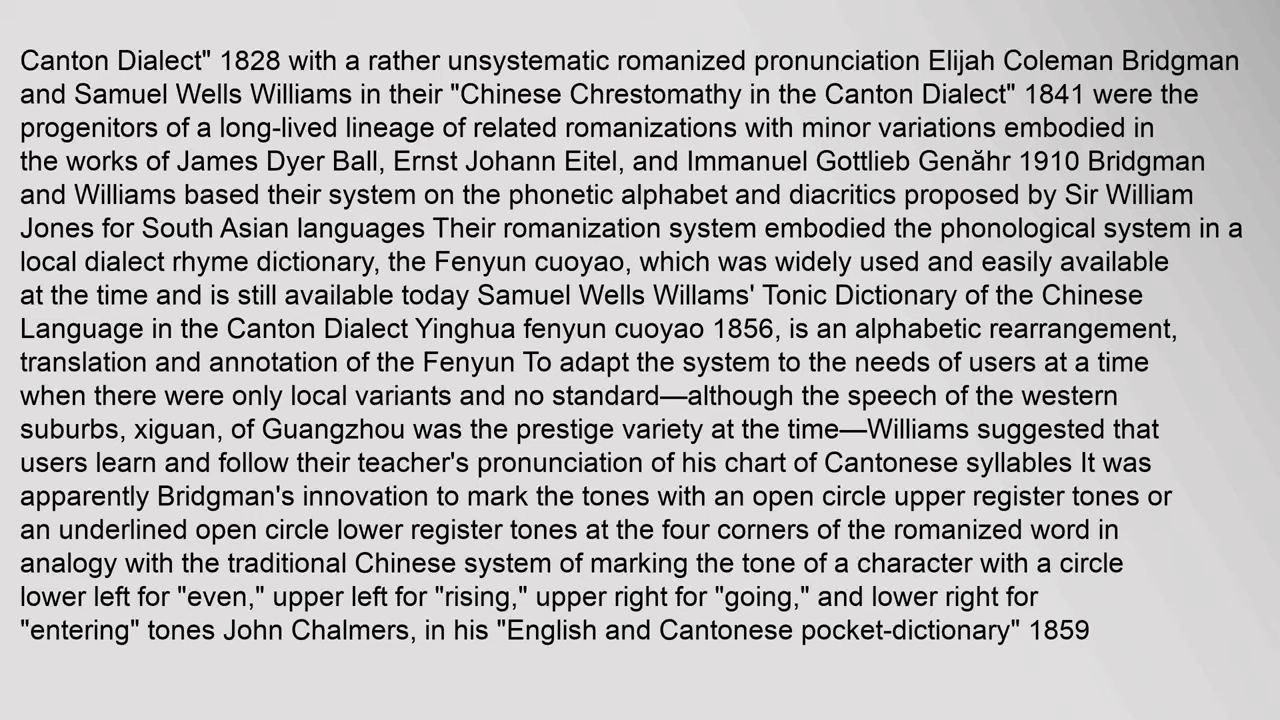 Canton Dialect" 1828 with a rather unsystematic romanized pronunciation Elijah Coleman Bridgman
and Samuel Wells Williams in their "Chinese Chrestomathy in the Canton Dialect" 1841 were the
progenitors of a long-lived lineage of related romanizations with minor variations embodied in
the works of James Dyer Ball, Ernst Johann Eitel, and Immanuel Gottlieb Genăhr 1910 Bridgman
and Williams based their system on the phonetic alphabet and diacritics proposed by Sir William
Jones for South Asian languages Their romanization system embodied the phonological system in a
local dialect rhyme dictionary, the Fenyun cuoyao, which was widely used and easily available
at the time and is still available today Samuel Wells Willams' Tonic Dictionary of the Chinese
Language in the Canton Dialect Yinghua fenyun cuoyao 1856, is an alphabetic rearrangement,
translation and annotation of the Fenyun To adapt the system to the needs of users at a time
when there were only local variants and no standard—although the speech of the western
suburbs, xiguan, of Guangzhou was the prestige variety at the time—Williams suggested that
users learn and follow their teacher's pronunciation of his chart of Cantonese syllables It was
apparently Bridgman's innovation to mark the tones with an open circle upper register tones or
an underlined open circle lower register tones at the four corners of the romanized word in
analogy with the traditional Chinese system of marking the tone of a character with a circle
lower left for "even," upper left for "rising," upper right for "going," and lower right for
"entering" tones John Chalmers, in his "English and Cantonese pocket-dictionary" 1859